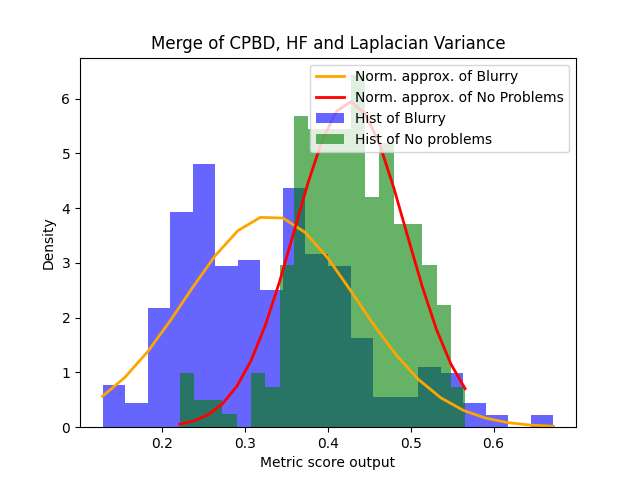 Merge of CPBD, HF and Laplacian Variance
Norm. approx. of Blurry
Norm. approx. of No Problems
Hist of Blurry
Hist of No problems
Density
6
5
4
3
2
1
0
0.2 0.3 0.4 0.5 0.6
Metric score output